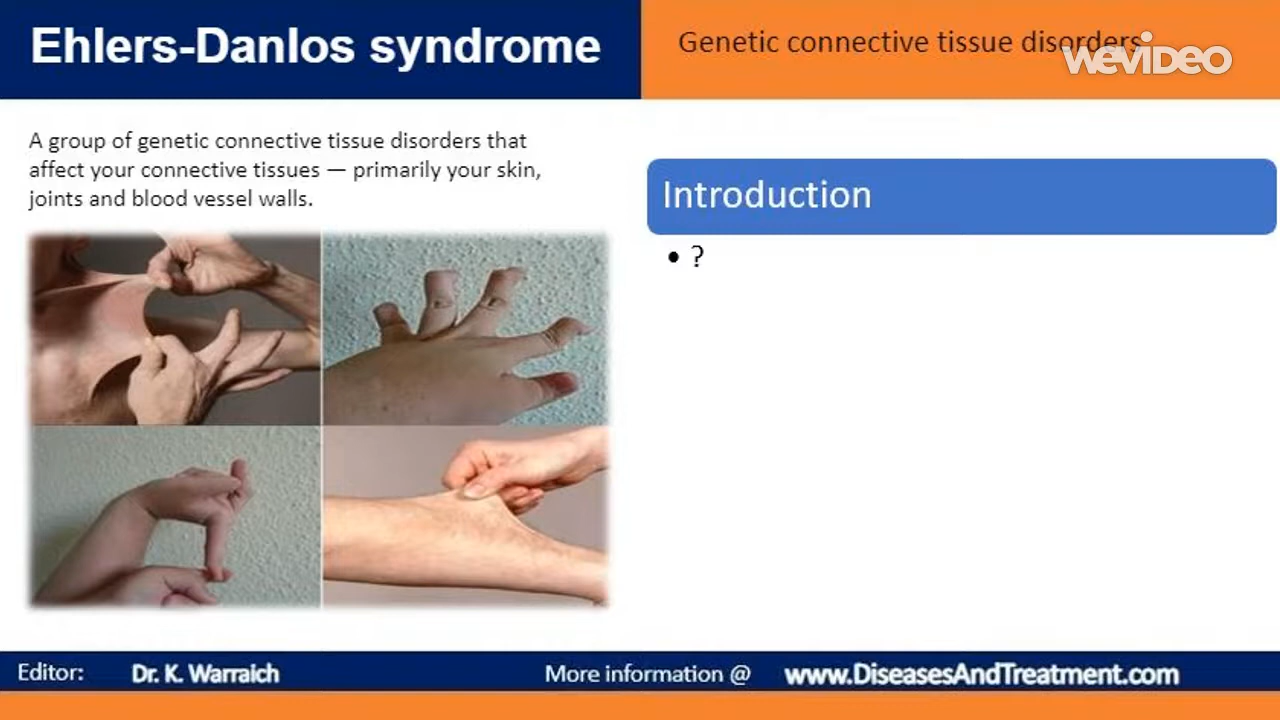 Ehlers-Danlos syndrome
Genetic connective tissue disorders
wevideo
A group of genetic connective tissue disorders that
affect your connective tissues — primarily your skin,
joints and blood vessel walls.
Introduction
• ?
Editor: Dr. K. Warraich
More information @ www.DiseasesAndTreatment.com